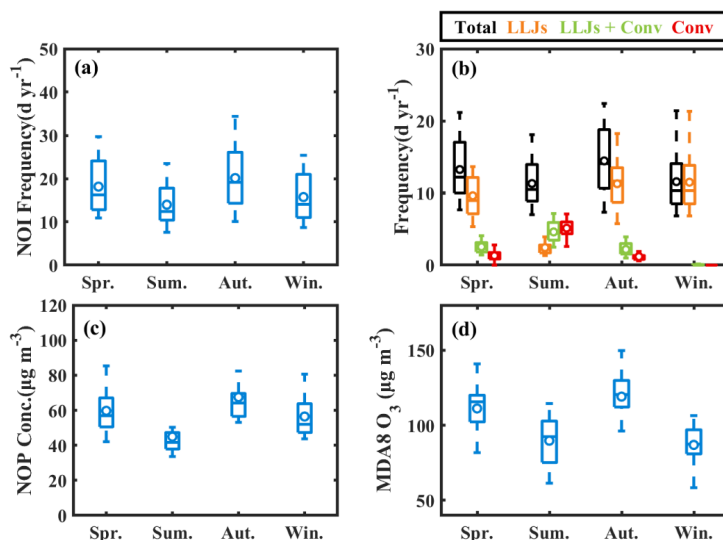 Total LLJs LLJs + Conv Conv
(a)
NOI Frequency(d yr⁻¹)
50
40
30
20
10
0
Spr. Sum. Aut. Win.
(b)
Frequency(d yr⁻¹)
30
20
10
0
Spr. Sum. Aut. Win.
(c)
NOP Conc.(μg m⁻³)
120
100
80
60
40
20
0
Spr. Sum. Aut. Win.
(d)
MDA8 O₃ (μg m⁻³)
150
100
50
Spr. Sum. Aut. Win.